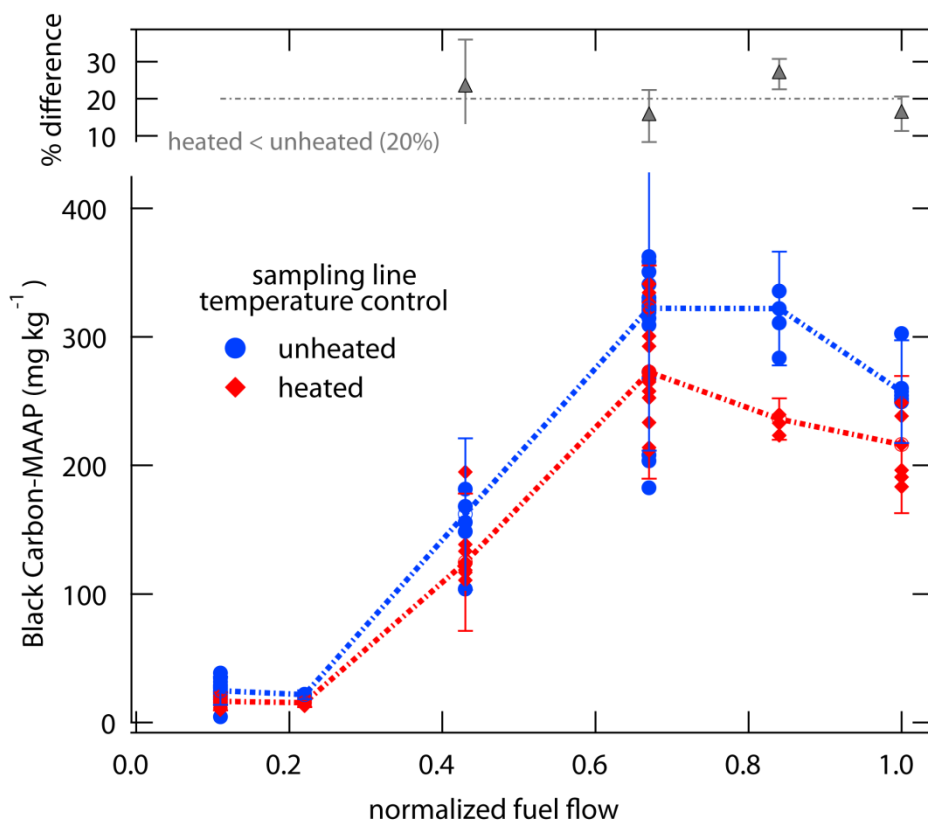 % difference
30
20
10
heated < unheated (20%)
Black Carbon-MAAP (mg kg⁻¹)
400
300
200
100
0
sampling line
temperature control
unheated
heated
0.0 0.2 0.4 0.6 0.8 1.0
normalized fuel flow